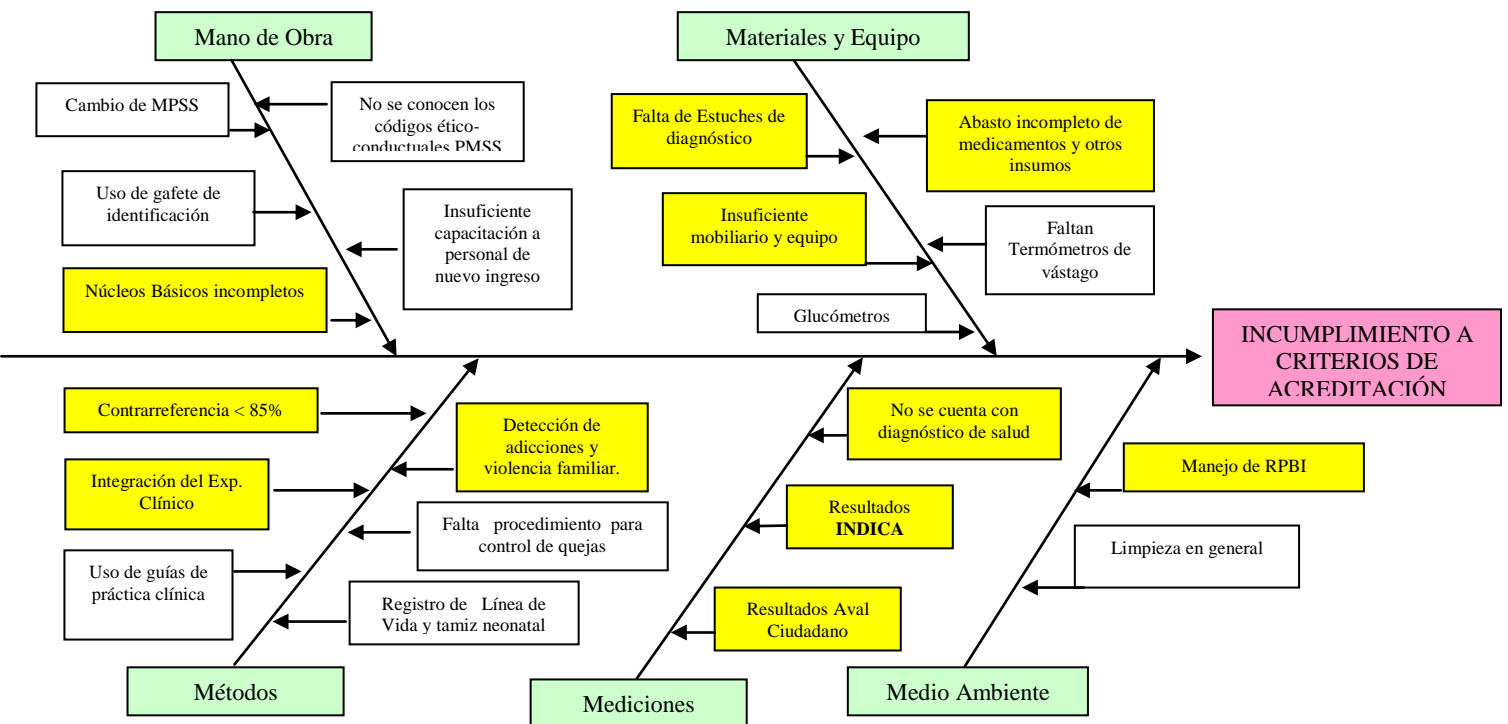 Mano de Obra
Materiales y Equipo
Cambio de MPSS
No se conocen los
códigos ético-
conductuales PMSS
Uso de gafete de
identificación
Insuficiente
capacitación a
personal de
nuevo ingreso
Núcleos Básicos incompletos
Falta de Estuches de
diagnóstico
Abasto incompleto de
medicamentos y otros
insumos
Insuficiente
mobiliario y equipo
Faltan
Termómetros de
vástago
Glucómetros
INCUMPLIMIENTO A
CRITERIOS DE
ACREDITACIÓN
Contrarreferencia < 85%
Detección de
adicciones y
violencia familiar.
Integración del Exp.
Clínico
Falta procedimiento para
control de quejas
Uso de guías de
práctica clínica
Registro de Línea de
Vida y tamiz neonatal
No se cuenta con
diagnóstico de salud
Resultados
INDICA
Resultados Aval
Ciudadano
Manejo de RPBI
Limpieza en general
Métodos
Mediciones
Medio Ambiente